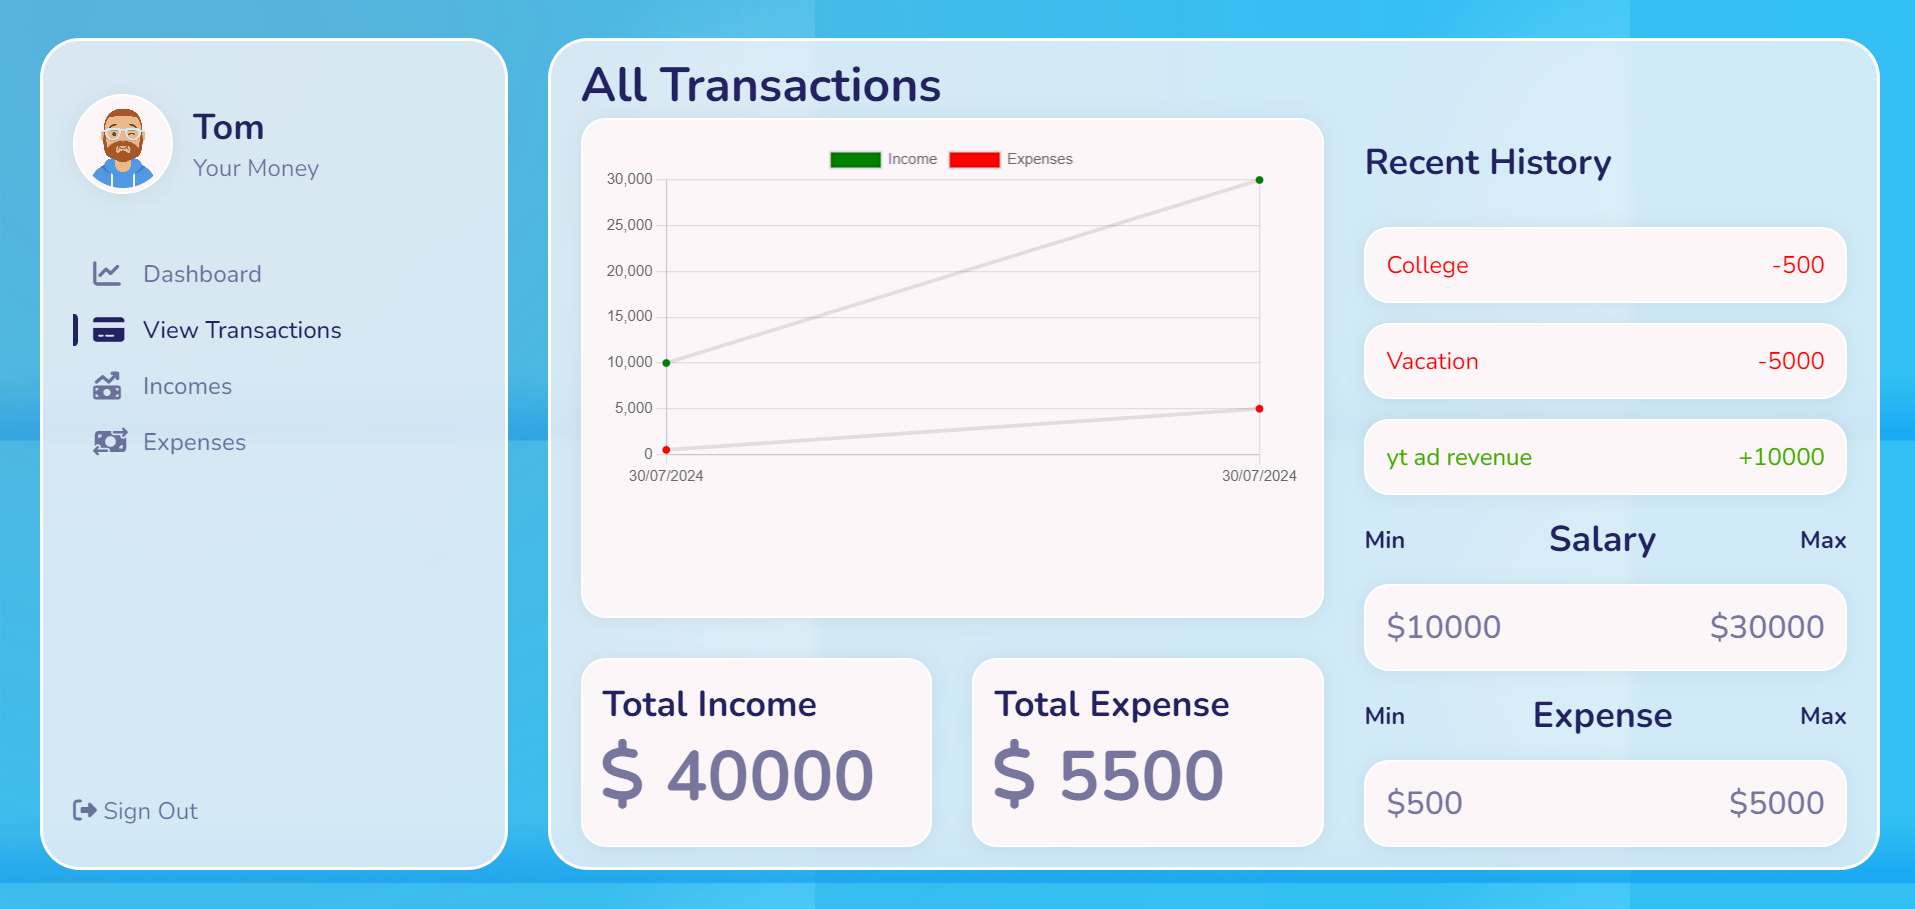 Tom
Your Money
Dashboard
View Transactions
Incomes
Expenses
Sign Out
All Transactions
Income Expenses
30,000
25,000
20,000
15,000
10,000
5,000
0
30/07/2024 30/07/2024
Total Income
$ 40000
Total Expense
$ 5500
Recent History
College -500
Vacation -5000
yt ad revenue +10000
Min Salary Max
$10000 $30000
Min Expense Max
$500 $5000